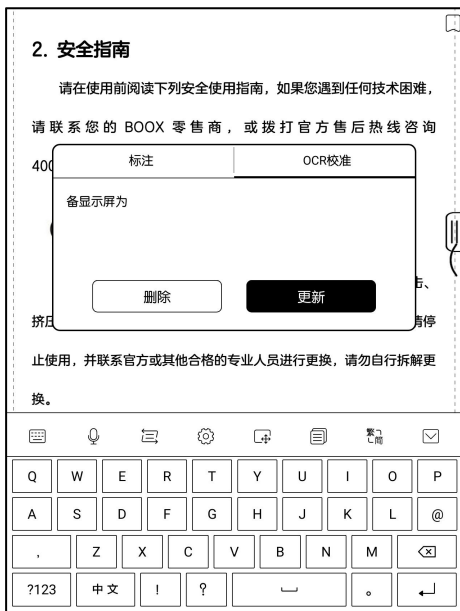 2. 安全指南
请在使用前阅读下列安全使用指南，如果您遇到任何技术困难，
请联系您的 BOOX 零售商，或拨打官方售后热线咨询
400
标注 OCR校准
备显示屏为
删除 更新
击、
挤压
请停
止使用，并联系官方或其他合格的专业人员进行更换，请勿自行拆解更
换。
繁简
Q W E R T Y U I O P
A S D F G H J K L @
, Z X C V B N M
?123 中文 ! ? 。